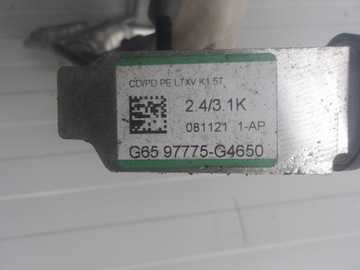 CD/PD PE LTXV K1.5T
2.4/3.1K
081121 1-AP
G65 97775-G4650